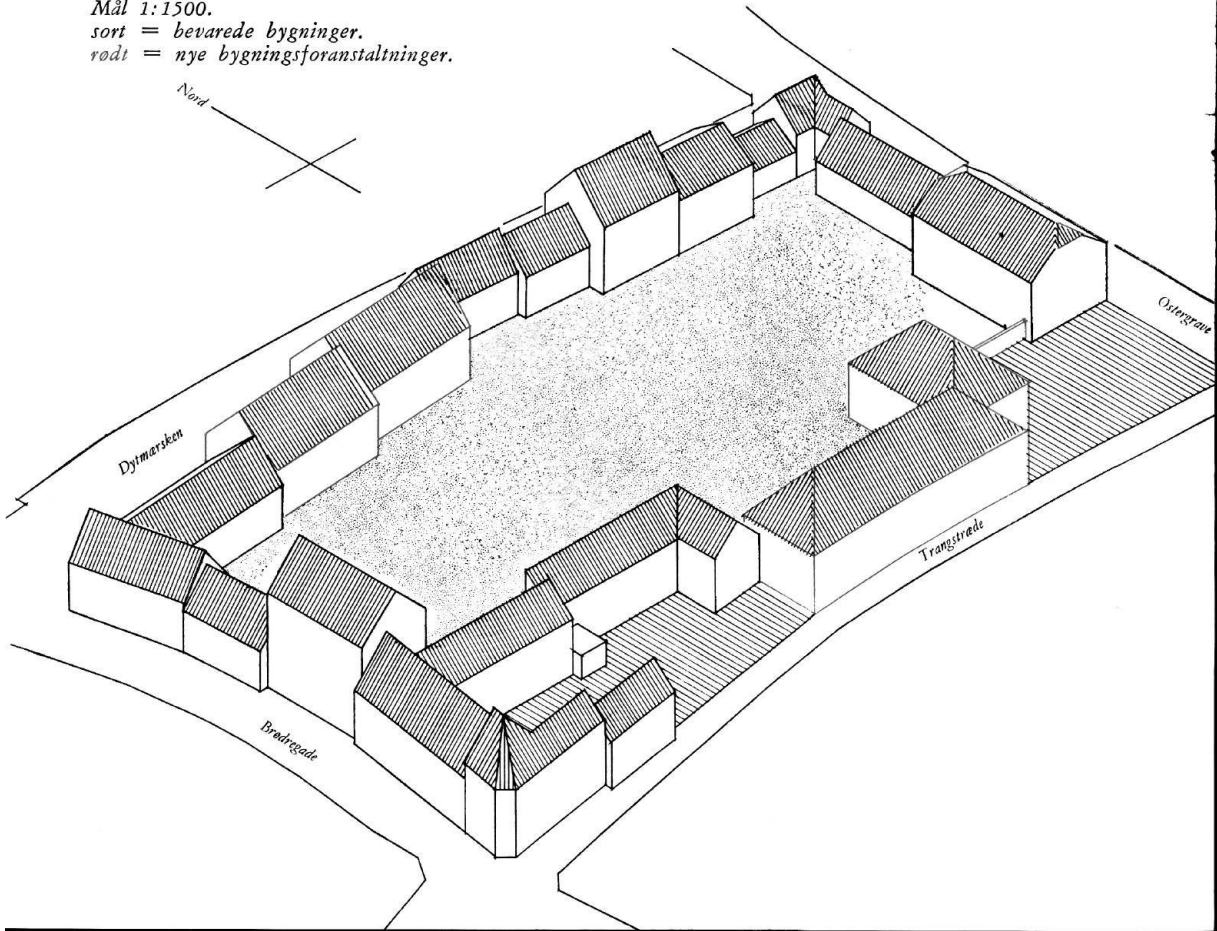 Mål 1:1500.
sort = bevarede bygninger.
rødt = nye bygningsforanstaltninger.
Nord
Østergrave
Dytmærsken
Trangstræde
Brødregade